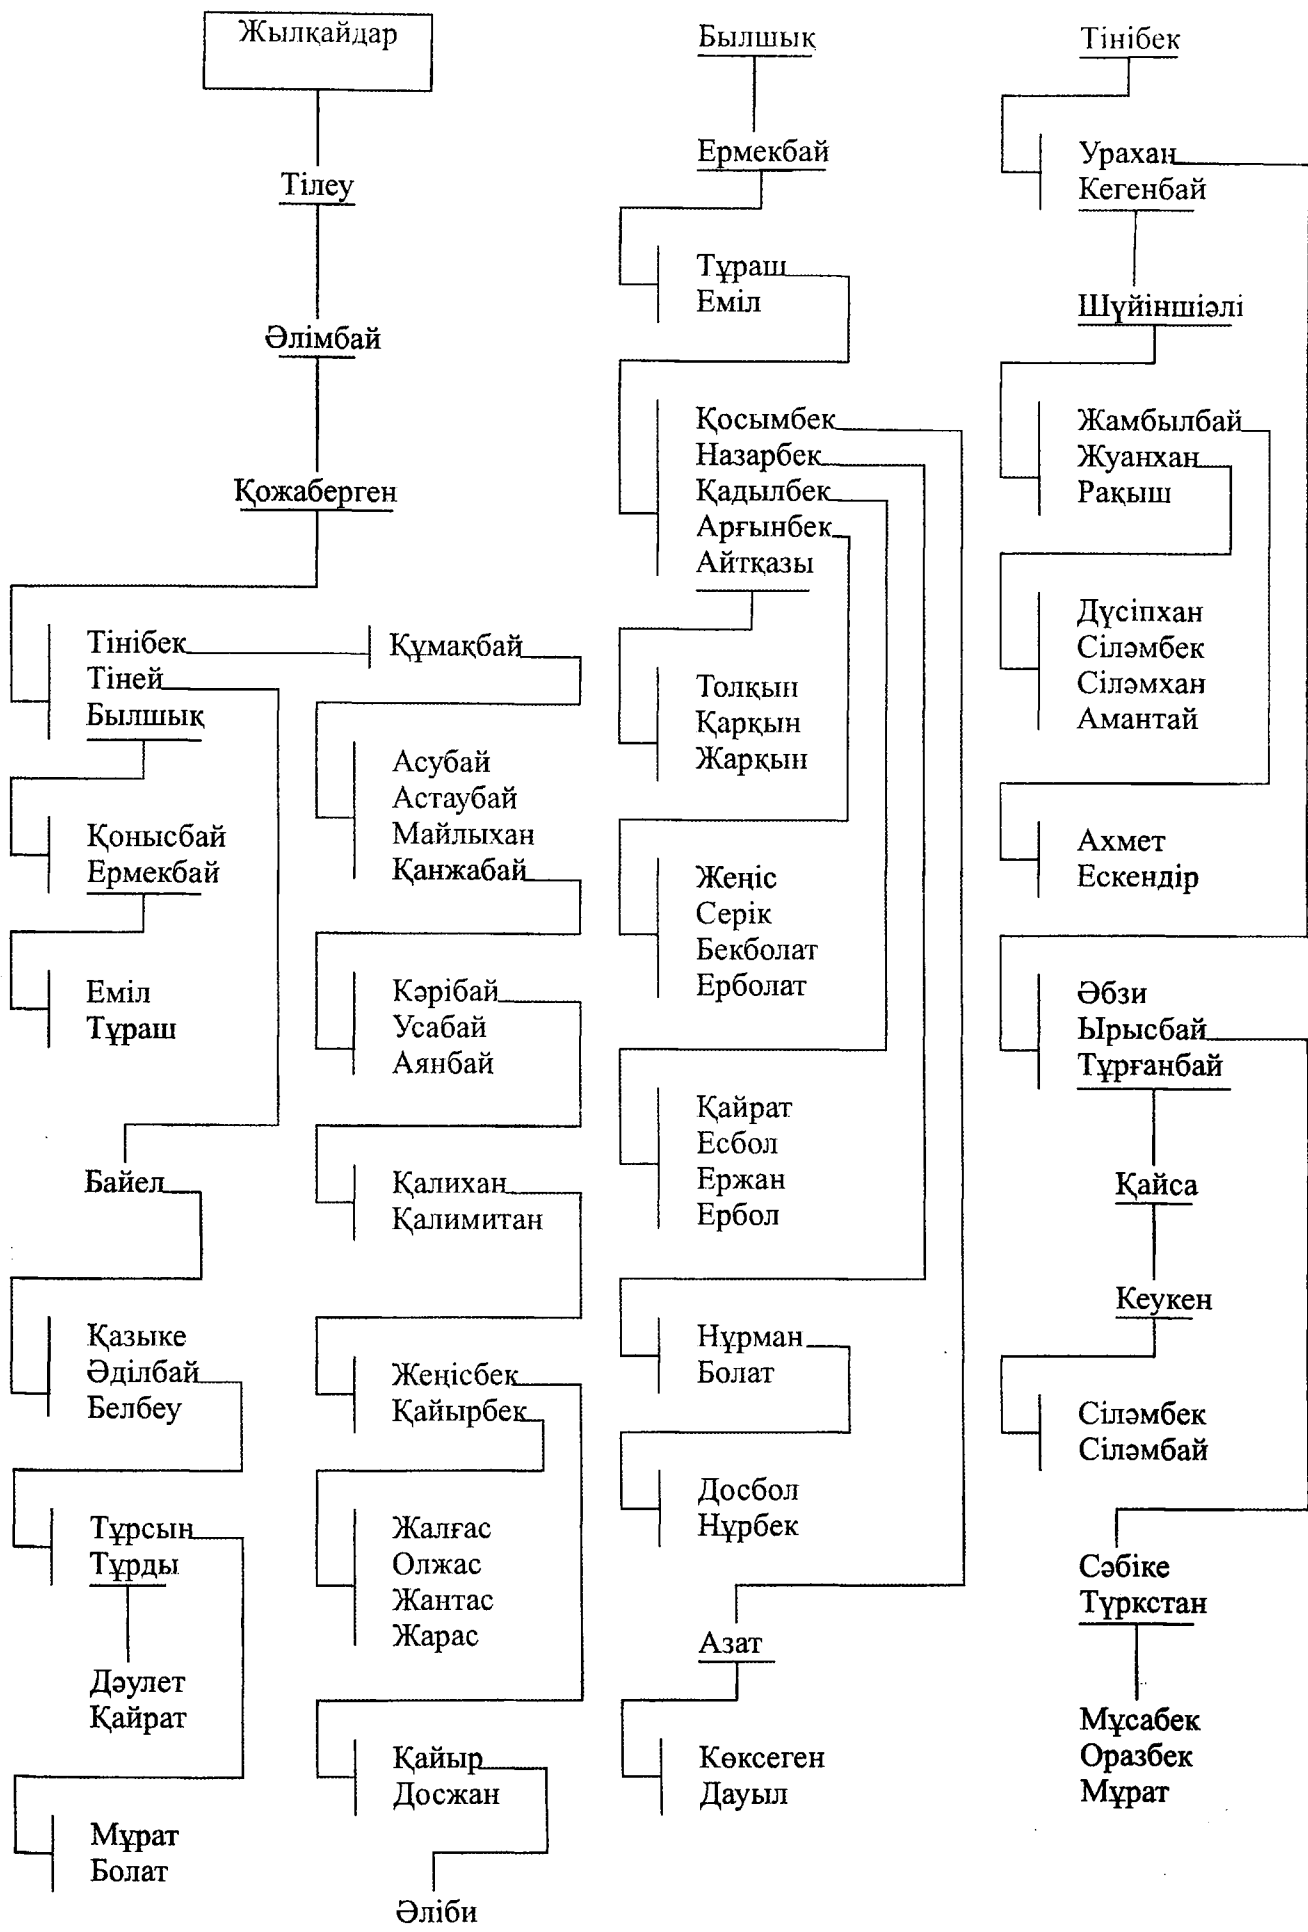 Жылқайдар
Тілеу
Әлімбай
Қожаберген
Тінібек
Тіней
Былшық
Қонысбай
Ермекбай
Еміл
Тұраш
Байел
Қазыке
Әділбай
Белбеу
Тұрсын
Тұрды
Дәулет
Қайрат
Мұрат
Болат
Құмақбай
Асубай
Астаубай
Майлыхан
Қанжабай
Кәрібай
Усабай
Аянбай
Қалихан
Қалимитан
Жеңісбек
Қайырбек
Жалғас
Олжас
Жантас
Жарас
Қайыр
Досжан
Әліби
Былшық
Ермекбай
Тұраш
Еміл
Қосымбек
Назарбек
Қадылбек
Арғынбек
Айтқазы
Толқын
Қарқын
Жарқын
Жеңіс
Серік
Бекболат
Ерболат
Қайрат
Есбол
Ержан
Ербол
Нұрман
Болат
Досбол
Нұрбек
Азат
Көксеген
Дауыл
Тінібек
Урахан
Кегенбай
Шүйіншіәлі
Жамбылбай
Жуанхан
Рақыш
Дүсіпхан
Сіләмбек
Сіләмхан
Амантай
Ахмет
Ескендір
Әбзи
Ырысбай
Тұрғанбай
Қайса
Кеукен
Сіләмбек
Сіләмбай
Сәбіке
Түркстан
Мұсабек
Оразбек
Мұрат